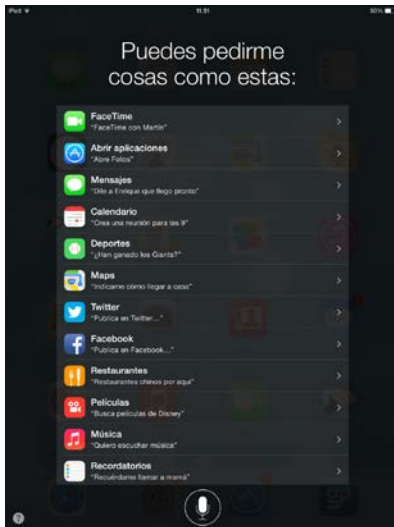 iPad
11:51
50%
Puedes pedirme
cosas como estas:
FaceTime
"FaceTime con Martín"
Abrir aplicaciones
"Abre Fotos"
Mensajes
"Dile a Enrique que llego pronto"
Calendario
"Crea una reunión para las 9"
Deportes
"¿Han ganado los Giants?"
Maps
"Indícame cómo llegar a casa"
Twitter
"Publica en Twitter..."
Facebook
"Publica en Facebook..."
Restaurantes
"Restaurantes chinos por aquí"
Películas
"Busca películas de Disney"
Música
"Quiero escuchar música"
Recordatorios
"Recuérdame llamar a mamá"
?